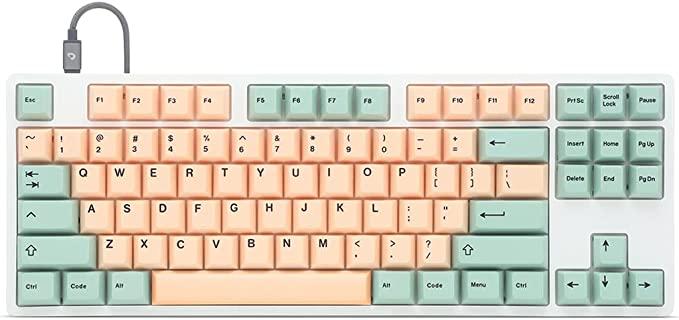 Esc F1 F2 F3 F4 F5 F6 F7 F8 F9 F10 F11 F12 PrtSc Scroll Lock Pause
~ ! @ # $ % ^ & * ( ) _ +
` 1 2 3 4 5 6 7 8 9 0 - = ← Insert Home Pg Up
Q W E R T Y U I O P { } |
[ ] \ Delete End Pg Dn
A S D F G H J K L : "
; '
Z X C V B N M < > ?
, . / ↑
Ctrl Code Alt Alt Code Menu Ctrl ← ↓ →